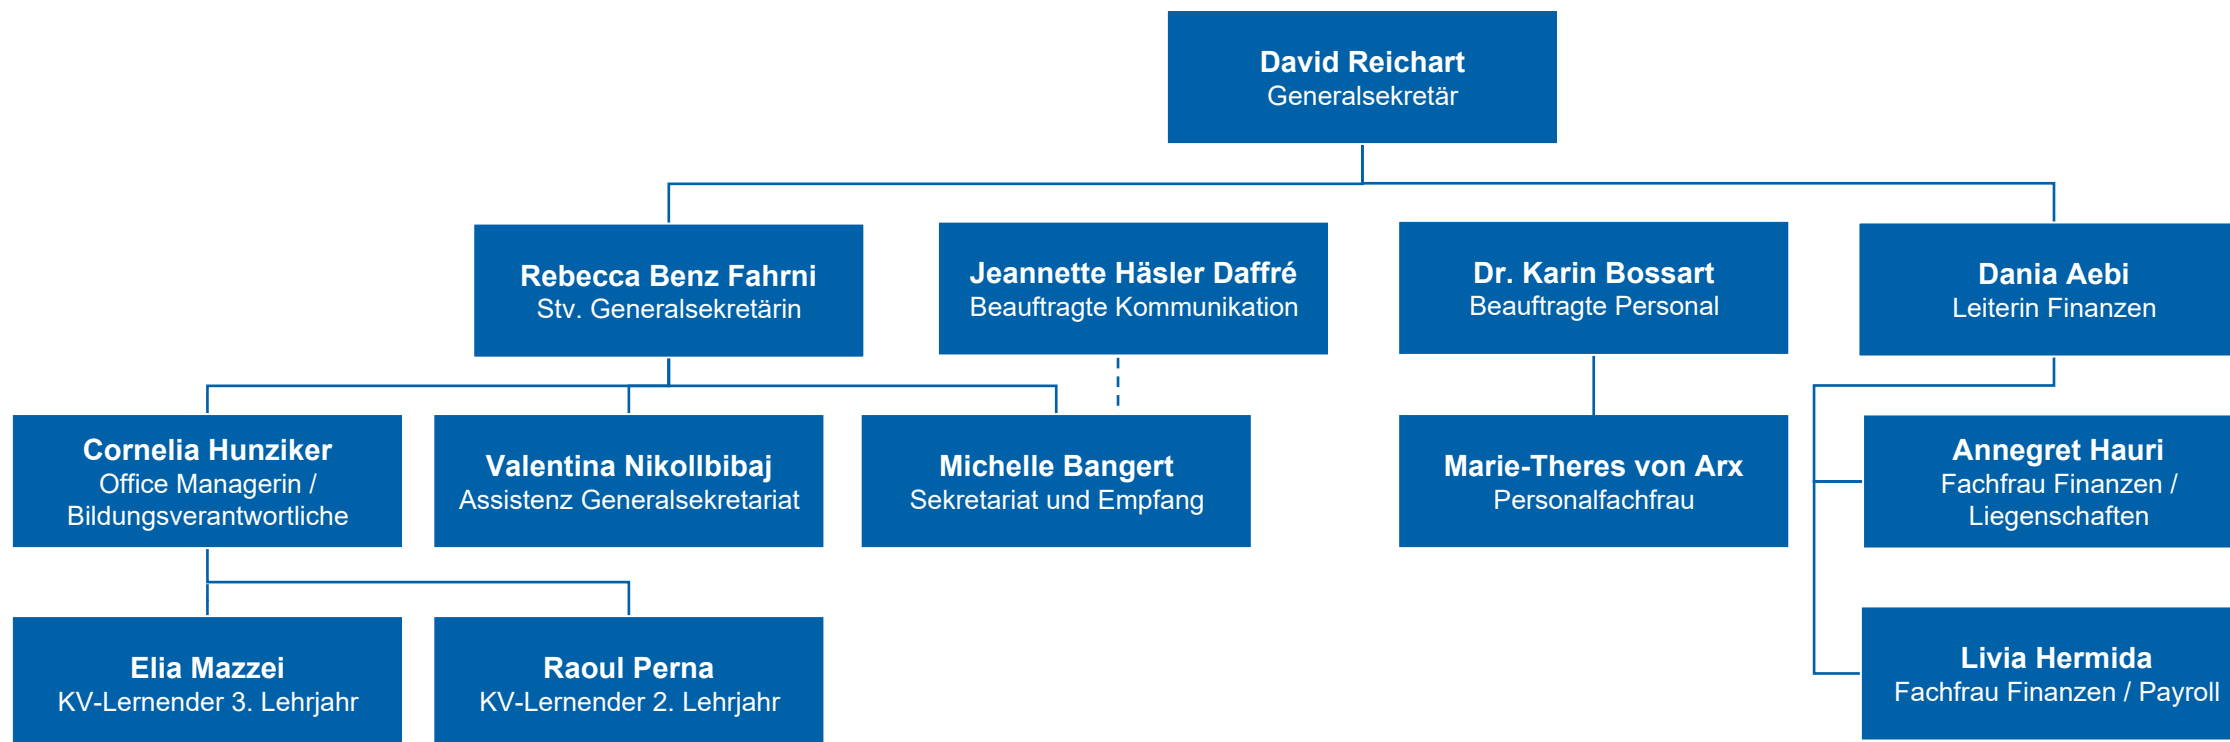 David Reichart
Generalsekretär
Rebecca Benz Fahrni
Stv. Generalsekretärin
Jeannette Häsler Daffré
Beauftragte Kommunikation
Dr. Karin Bossart
Beauftragte Personal
Dania Aebi
Leiterin Finanzen
Cornelia Hunziker
Office Managerin /
Bildungsverantwortliche
Valentina Nikollbibaj
Assistenz Generalsekretariat
Michelle Bangert
Sekretariat und Empfang
Marie-Theres von Arx
Personalfachfrau
Annegret Hauri
Fachfrau Finanzen /
Liegenschaften
Elia Mazzei
KV-Lernender 3. Lehrjahr
Raoul Perna
KV-Lernender 2. Lehrjahr
Livia Hermida
Fachfrau Finanzen / Payroll